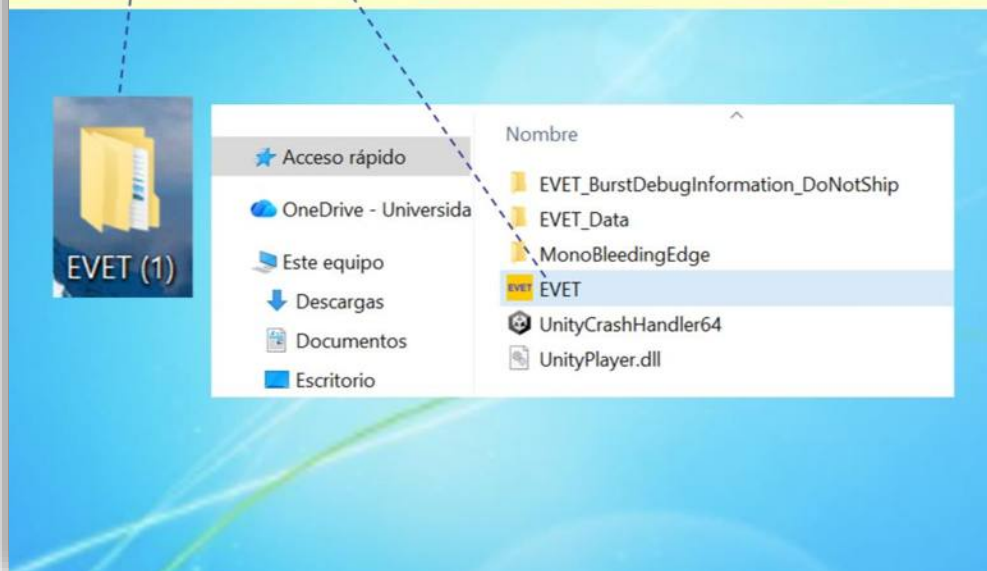 EVET (1)
Acceso rápido
OneDrive - Universida
Este equipo
Descargas
Documentos
Escritorio
Nombre
EVET_BurstDebugInformation_DoNotShip
EVET_Data
MonoBleedingEdge
EVET EVET
UnityCrashHandler64
UnityPlayer.dll